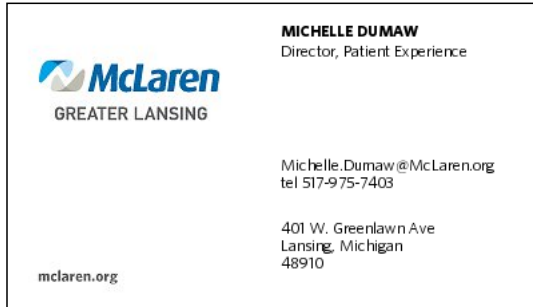 McLaren
GREATER LANSING
mclaren.org
MICHELLE DUMAW
Director, Patient Experience
Michelle.Dumaw@McLaren.org
tel 517-975-7403
401 W. Greenlawn Ave
Lansing, Michigan
48910